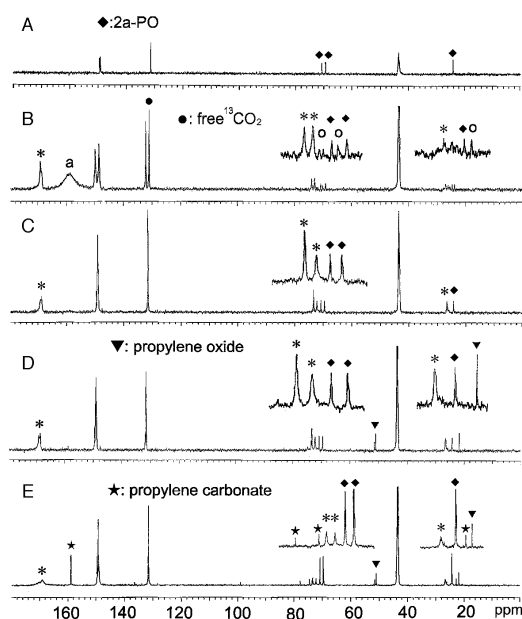 A
◆:2a-PO
B
●: free¹³CO₂
* a * * ◆ ◆ o o * ◆ o
C
* * * ◆ ◆ * ◆
D
▼: propylene oxide
* * * ◆ ◆ ▼ * ◆ ▼
E
★: propylene carbonate
* ★ ★ ★ * * ◆ ◆ ▼ * ◆ ★ ▼
160 140 120 100 80 60 40 ppm 20